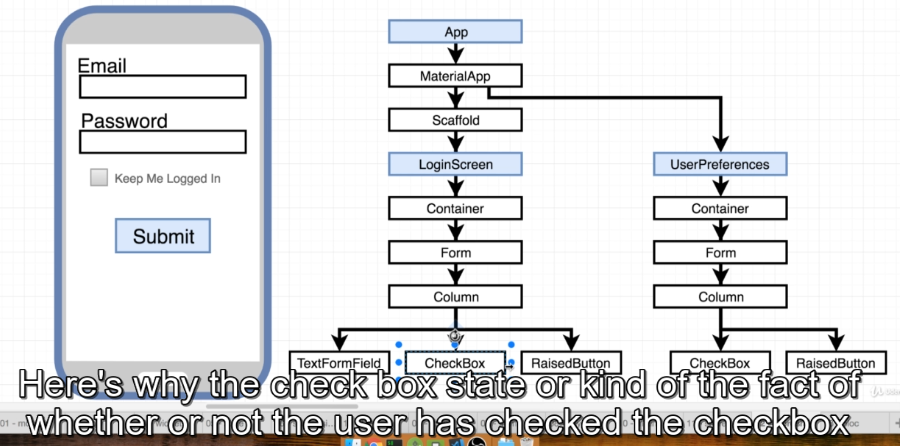 Email
Password
Keep Me Logged In
Submit
App
MaterialApp
Scaffold
LoginScreen
UserPreferences
Container
Container
Form
Form
Column
Column
TextFormField
CheckBox
RaisedButton
CheckBox
RaisedButton
Here's why the check box state or kind of the fact of
whether or not the user has checked the checkbox